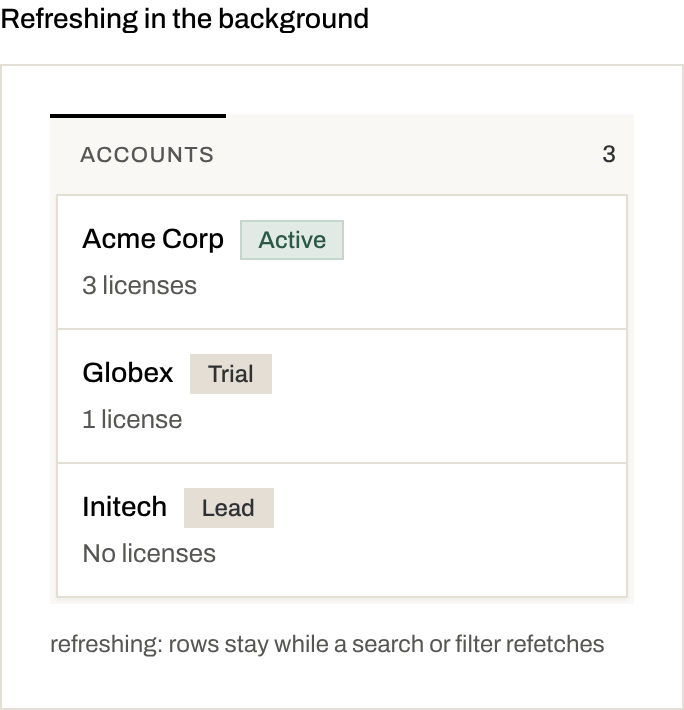 Refreshing in the background
ACCOUNTS 3
Acme Corp Active
3 licenses
Globex Trial
1 license
Initech Lead
No licenses
refreshing: rows stay while a search or filter refetches